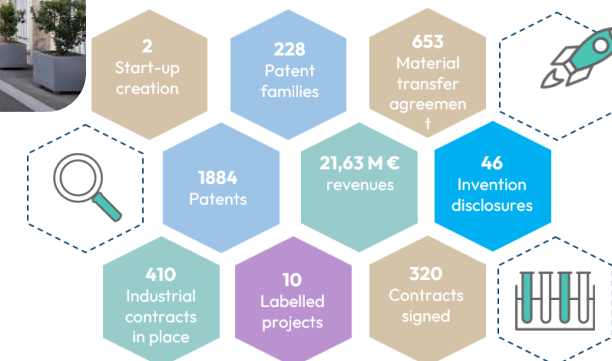 2
Start-up
creation
228
Patent
families
653
Material
transfer
agreemen
t
1884
Patents
21,63 M €
revenues
46
Invention
disclosures
410
Industrial
contracts
in place
10
Labelled
projects
320
Contracts
signed